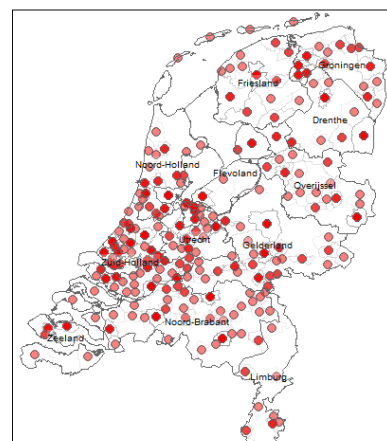 Groningen
Friesland
Drenthe
Noord-Holland
Flevoland
Overijssel
Utrecht
Gelderland
Zuid-Holland
Noord-Brabant
Zeeland
Limburg